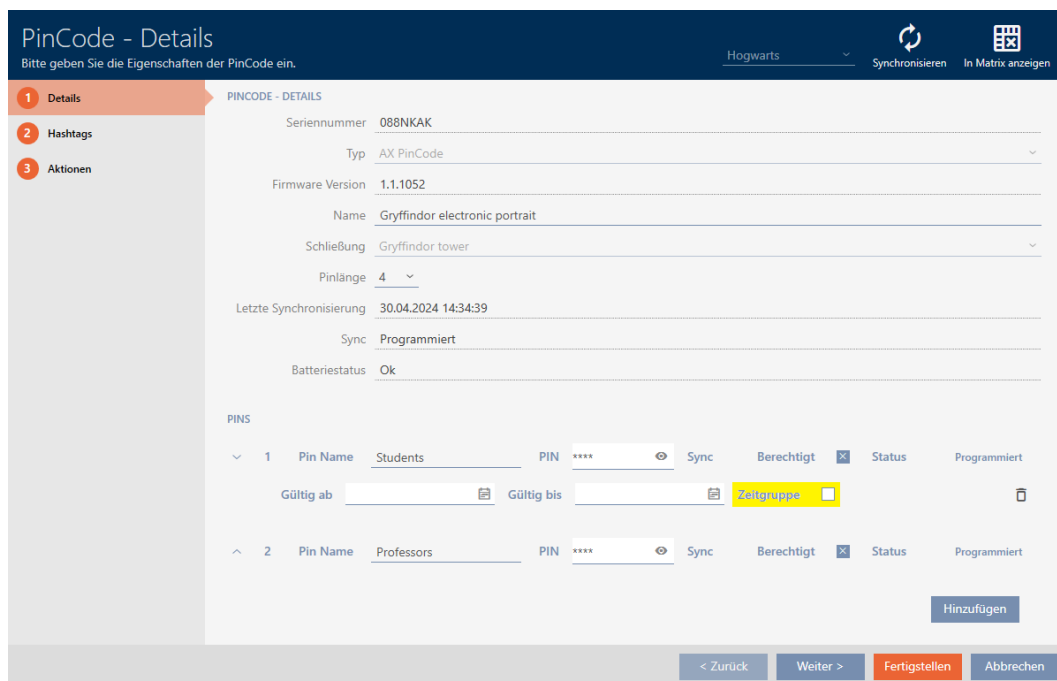 PinCode - Details
Bitte geben Sie die Eigenschaften der PinCode ein.
Hogwarts
Synchronisieren
In Matrix anzeigen
1 Details
2 Hashtags
3 Aktionen
PINCODE - DETAILS
Seriennummer 088NKAK
Typ AX PinCode
Firmware Version 1.1.1052
Name Gryffindor electronic portrait
Schließung Gryffindor tower
Pinlänge 4
Letzte Synchronisierung 30.04.2024 14:34:39
Sync Programmiert
Batteriestatus Ok
PINS
1 Pin Name Students PIN **** Sync Berechtigt Status Programmiert
Gültig ab Gültig bis Zeitgruppe
2 Pin Name Professors PIN **** Sync Berechtigt Status Programmiert
Hinzufügen
< Zurück Weiter > Fertigstellen Abbrechen